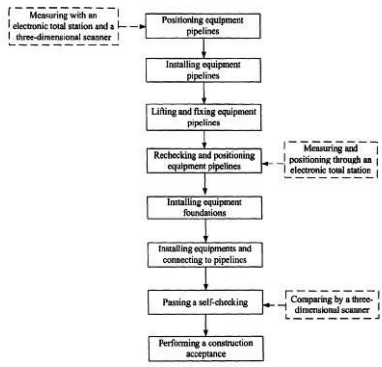 Measuring with an
electronic total station and a
three-dimensional scanner
Positioning equipment
pipelines
Installing equipment
pipelines
Lifting and fixing equipment
pipelines
Rechecking and positioning
equipment pipelines
Measuring and
positioning through an
electronic total station
Installing equipment
foundations
Installing equipments and
connecting to pipelines
Passing a self-checking
Comparing by a three-
dimensional scanner
Performing a construction
acceptance